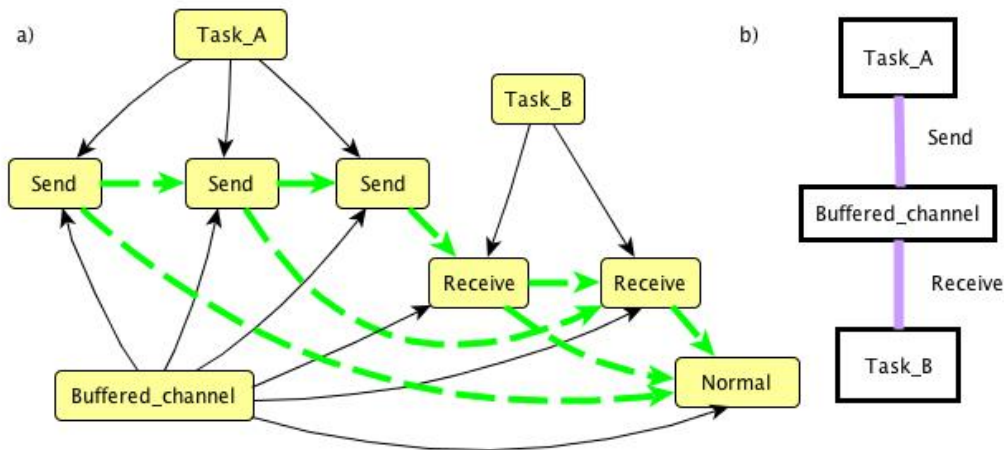 a)
Task_A
Task_B
Send
Send
Send
Receive
Receive
Buffered_channel
Normal
b)
Task_A
Send
Buffered_channel
Receive
Task_B